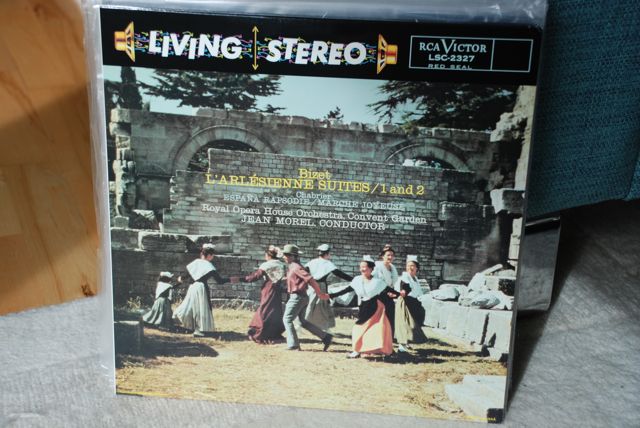 LIVING STEREO
RCA VICTOR
LSC-2327
RED SEAL
Bizet
L'ARLÉSIENNE SUITES/1 and 2
Chabrier
ESPAÑA RAPSODIE/MARCHE JOYEUSE
Royal Opera House Orchestra, Convent Garden
JEAN MOREL, CONDUCTOR